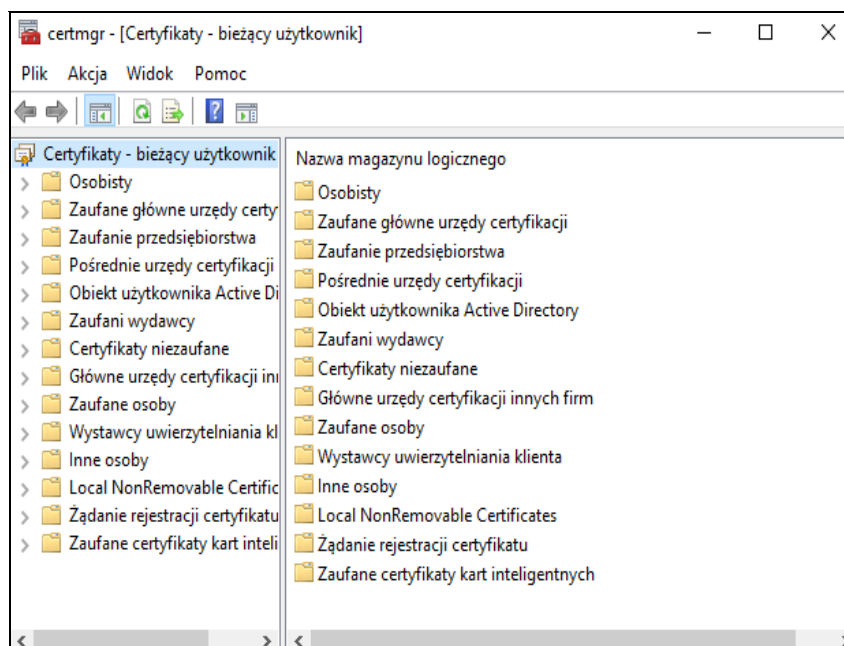 certmgr - [Certyfikaty - bieżący użytkownik]
Plik Akcja Widok Pomoc
Certyfikaty - bieżący użytkownik
Osobisty
Zaufane główne urzędy certy
Zaufanie przedsiębiorstwa
Pośrednie urzędy certyfikacji
Obiekt użytkownika Active Di
Zaufani wydawcy
Certyfikaty niezaufane
Główne urzędy certyfikacji inn
Zaufane osoby
Wystawcy uwierzytelniania kl
Inne osoby
Local NonRemovable Certific
Żądanie rejestracji certyfikatu
Zaufane certyfikaty kart inteli
Nazwa magazynu logicznego
Osobisty
Zaufane główne urzędy certyfikacji
Zaufanie przedsiębiorstwa
Pośrednie urzędy certyfikacji
Obiekt użytkownika Active Directory
Zaufani wydawcy
Certyfikaty niezaufane
Główne urzędy certyfikacji innych firm
Zaufane osoby
Wystawcy uwierzytelniania klienta
Inne osoby
Local NonRemovable Certificates
Żądanie rejestracji certyfikatu
Zaufane certyfikaty kart inteligentnych